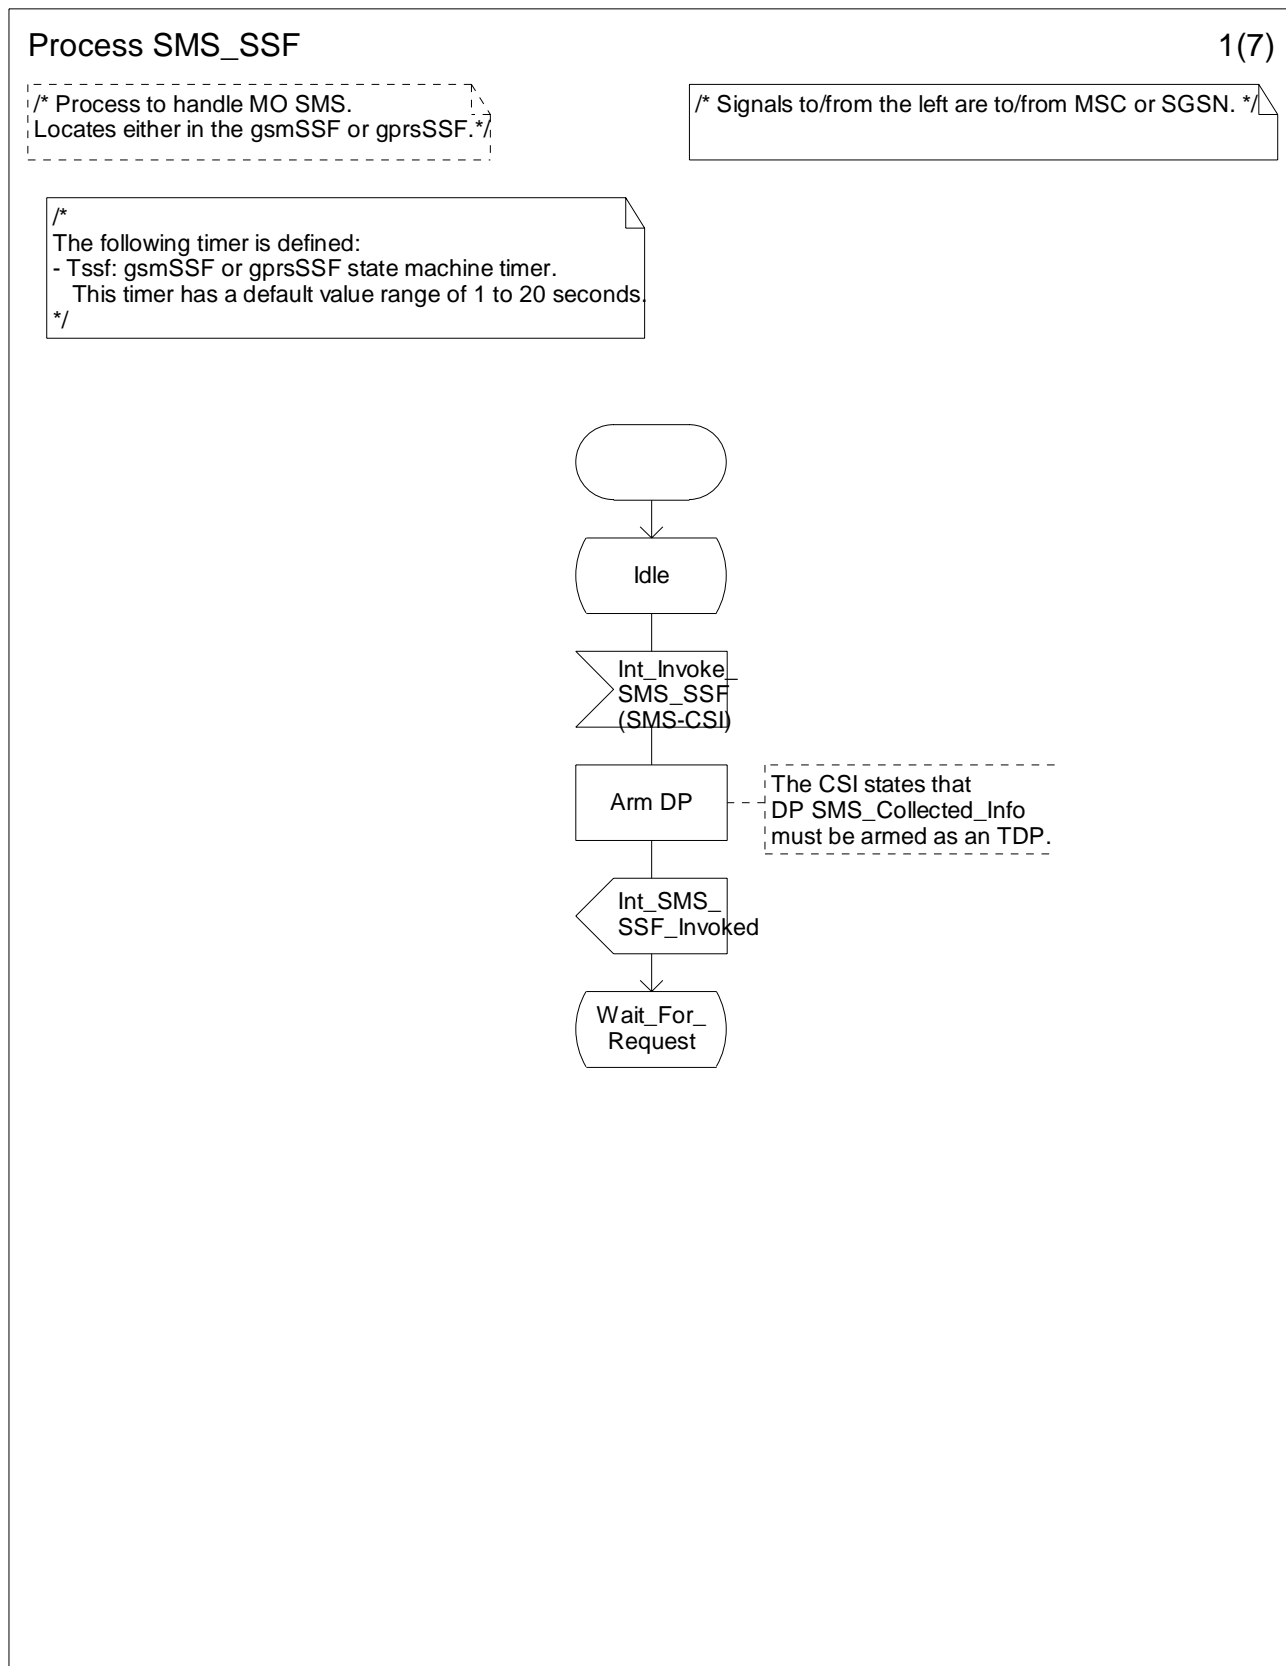 Process SMS_SSF
1(7)
/* Process to handle MO SMS.
Locates either in the gsmSSF or gprsSSF.*/
/* Signals to/from the left are to/from MSC or SGSN. */
/*
The following timer is defined:
- Tssf: gsmSSF or gprsSSF state machine timer.
This timer has a default value range of 1 to 20 seconds.
*/
Idle
Int_Invoke_
SMS_SSF
(SMS-CSI)
Arm DP
The CSI states that
DP SMS_Collected_Info
must be armed as an TDP.
Int_SMS_
SSF_Invoked
Wait_For_
Request